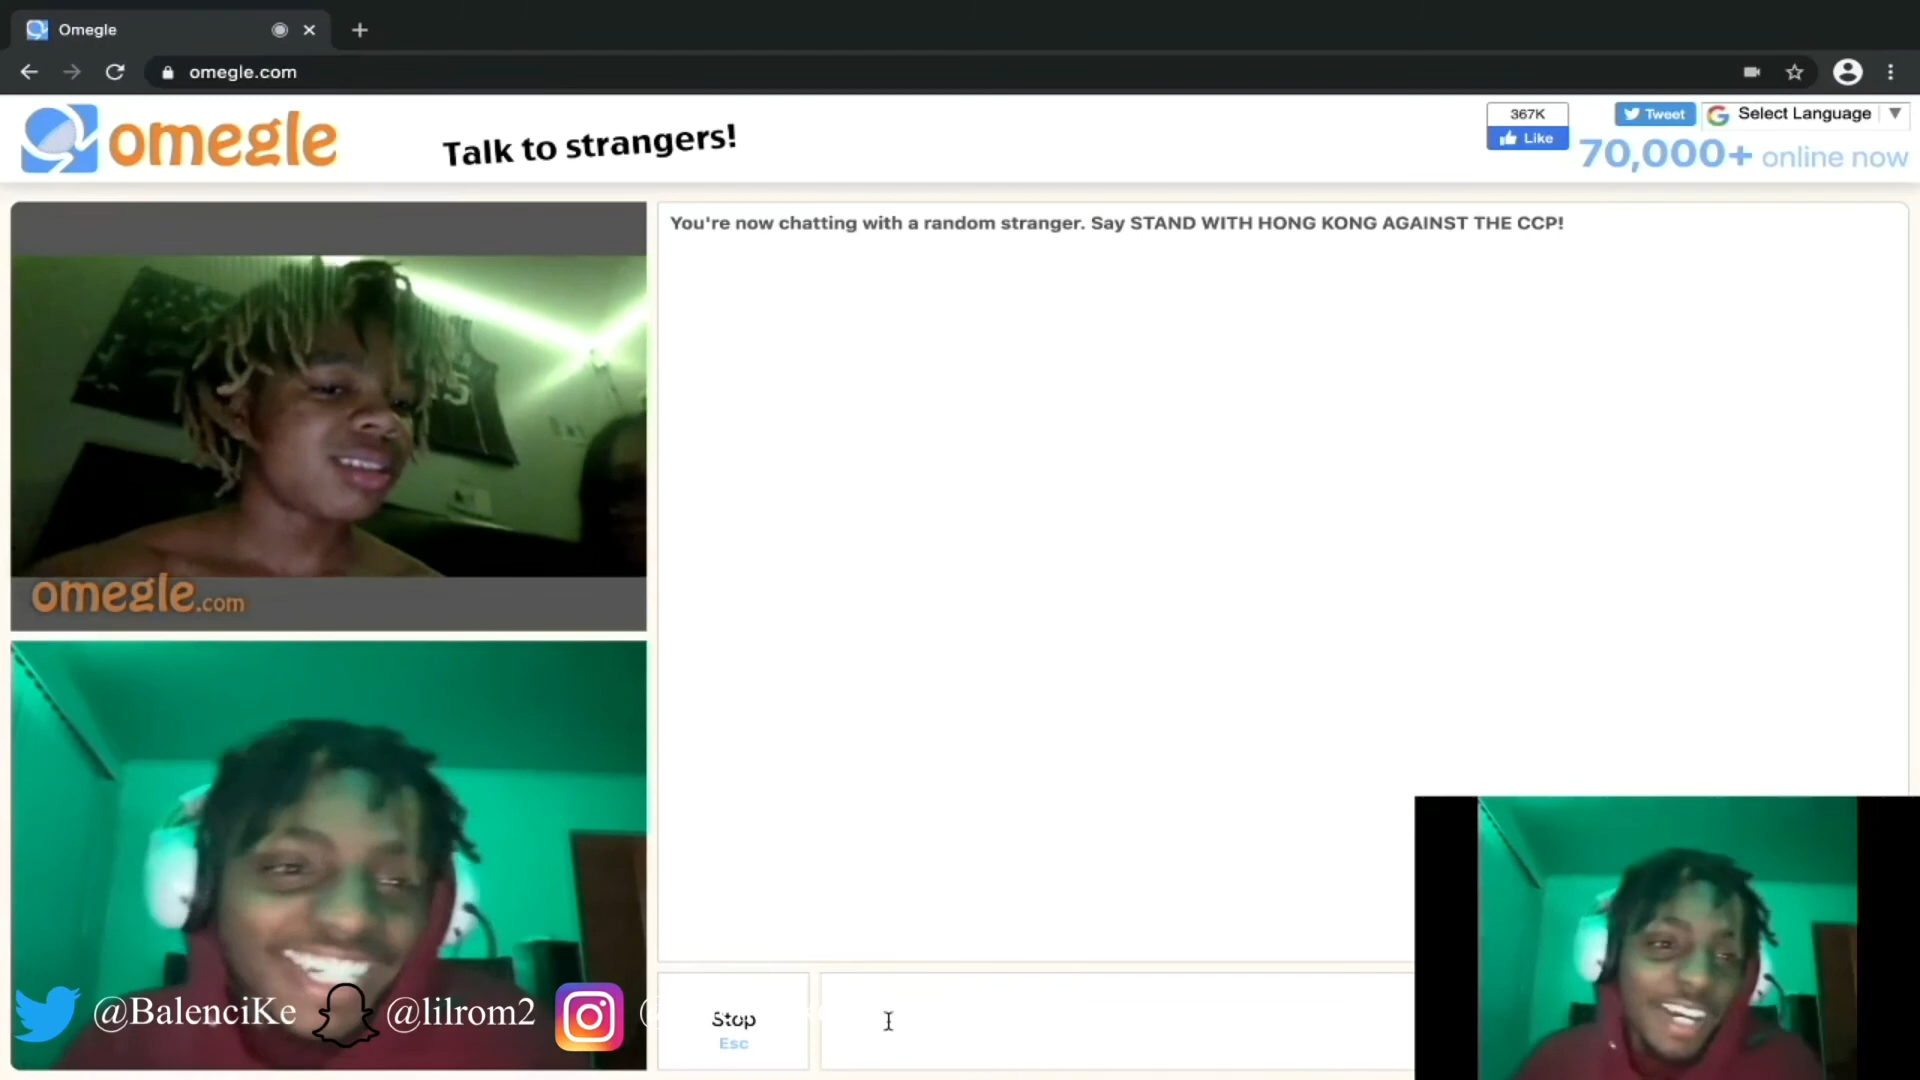 Omegle
omegle.com
omegle
Talk to strangers!
367K
Like
Tweet
Select Language
70,000+ online now
You're now chatting with a random stranger. Say STAND WITH HONG KONG AGAINST THE CCP!
5
omegle.com
@BalenciKe
@lilrom2
Stop
Esc